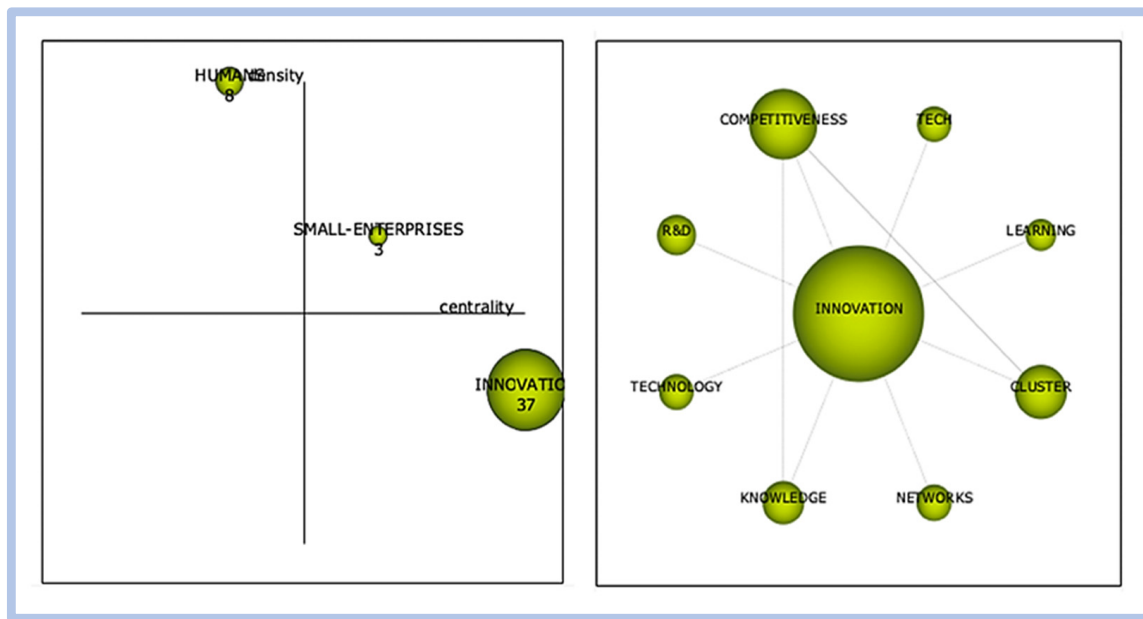 HUMANS
density
8
SMALL-ENTERPRISES
3
centrality
INNOVATIO
37
COMPETITIVENESS
TECH
R&D
LEARNING
INNOVATION
TECHNOLOGY
CLUSTER
KNOWLEDGE
NETWORKS